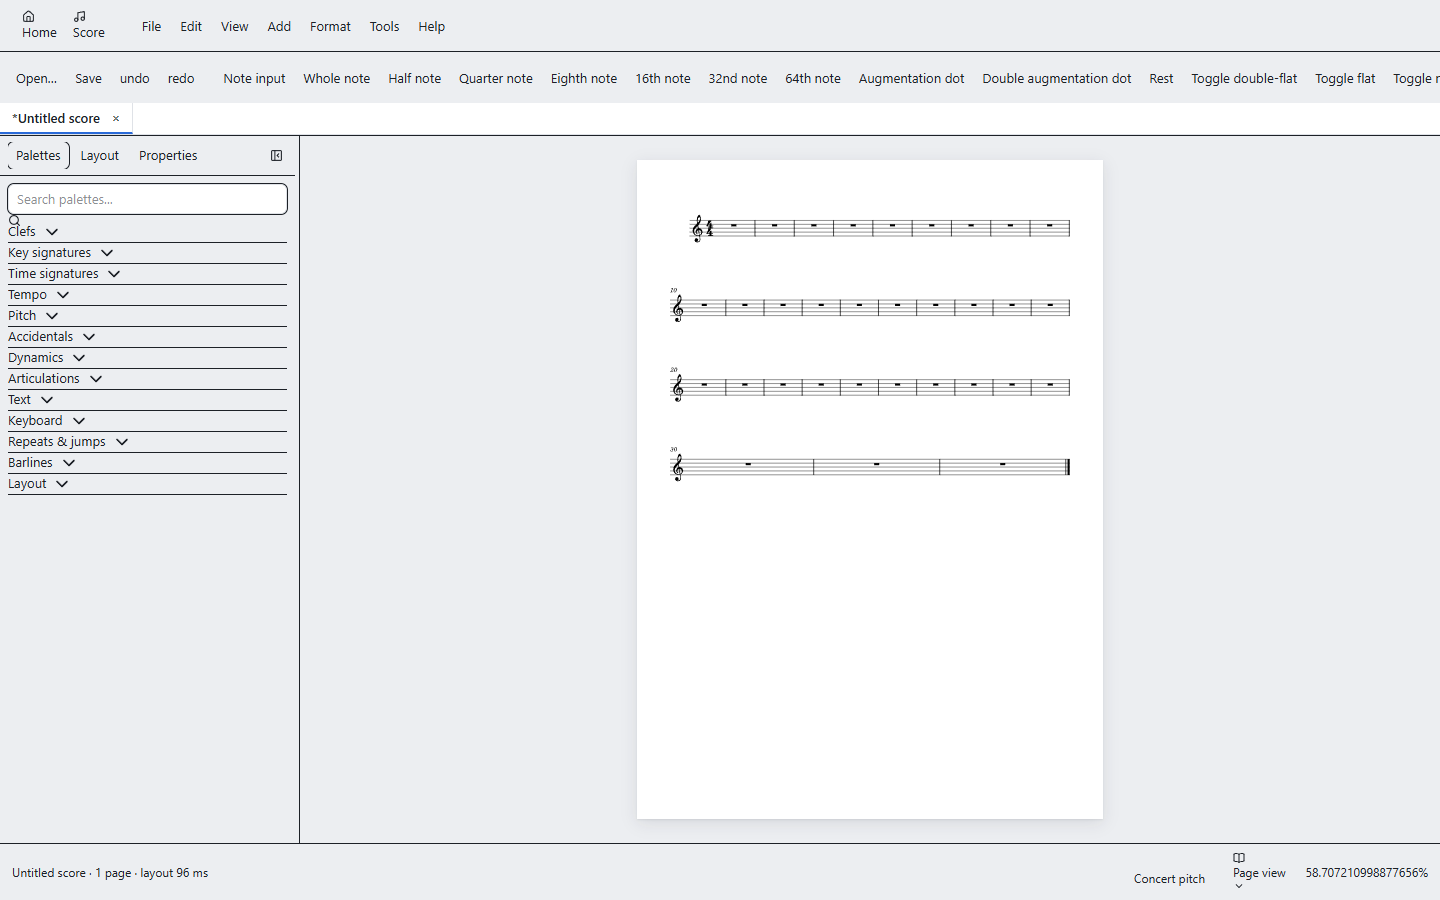 Home Score File Edit View Add Format Tools Help
Open... Save undo redo Note input Whole note Half note Quarter note Eighth note 16th note 32nd note 64th note Augmentation dot Double augmentation dot Rest Toggle double-flat Toggle flat Toggle
*Untitled score ×
Palettes Layout Properties
Search palettes...
Clefs
Key signatures
Time signatures
Tempo
Pitch
Accidentals
Dynamics
Articulations
Text
Keyboard
Repeats & jumps
Barlines
Layout
4
4
10
20
30
Untitled score · 1 page · layout 96 ms
Concert pitch
Page view
58.707210998877656%